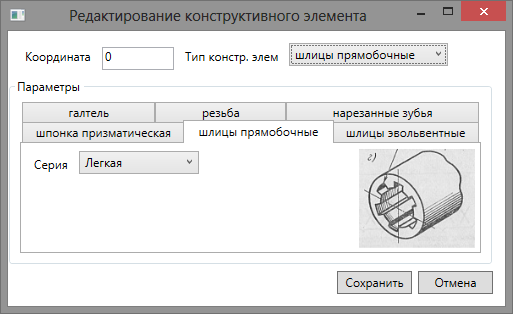 Редактирование конструктивного элемента
Координата 0 Тип констр. элем шлицы прямобочные
Параметры
галтель резьба нарезанные зубья
шпонка призматическая шлицы прямобочные шлицы эвольвентные
Серия Легкая
г)
Сохранить Отмена